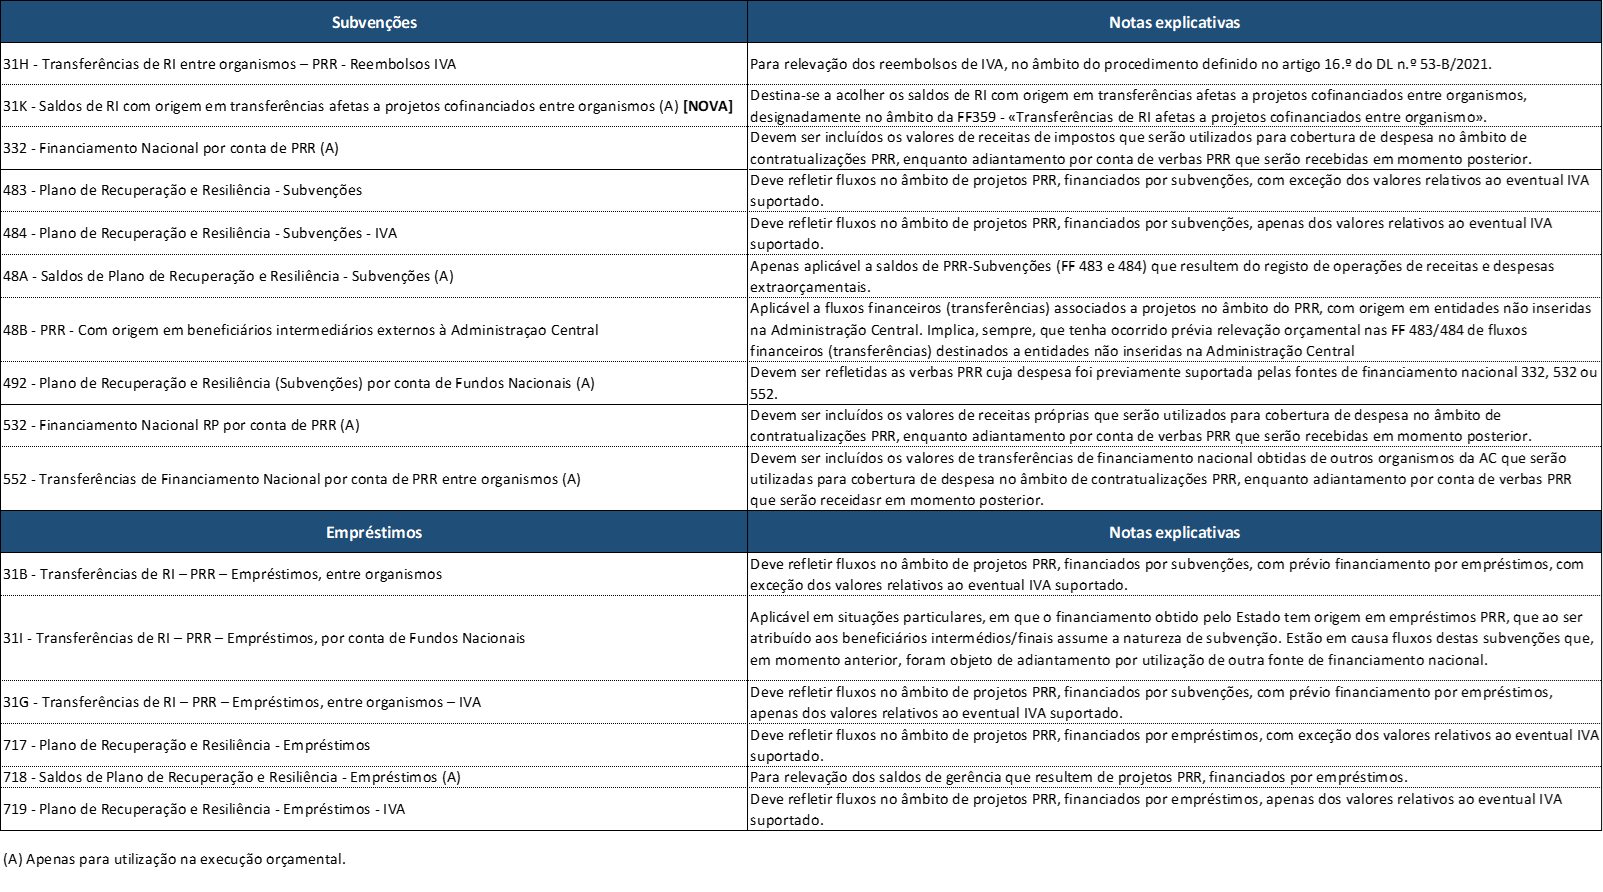 Subvenções
Notas explicativas
31H - Transferências de RI entre organismos – PRR - Reembolsos IVA
Para relevação dos reembolsos de IVA, no âmbito do procedimento definido no artigo 16.º do DL n.º 53-B/2021.
31K - Saldos de RI com origem em transferências afetas a projetos cofinanciados entre organismos (A) [NOVA]
Destina-se a acolher os saldos de RI com origem em transferências afetas a projetos cofinanciados entre organismos,
designadamente no âmbito da FF359 - «Transferências de RI afetas a projetos cofinanciados entre organismo».
332 - Financiamento Nacional por conta de PRR (A)
Devem ser incluídos os valores de receitas de impostos que serão utilizados para cobertura de despesa no âmbito de
contratualizações PRR, enquanto adiantamento por conta de verbas PRR que serão recebidas em momento posterior.
483 - Plano de Recuperação e Resiliência - Subvenções
Deve refletir fluxos no âmbito de projetos PRR, financiados por subvenções, com exceção dos valores relativos ao eventual IVA
suportado.
484 - Plano de Recuperação e Resiliência - Subvenções - IVA
Deve refletir fluxos no âmbito de projetos PRR, financiados por subvenções, apenas dos valores relativos ao eventual IVA
suportado.
48A - Saldos de Plano de Recuperação e Resiliência - Subvenções (A)
Apenas aplicável a saldos de PRR-Subvenções (FF 483 e 484) que resultem do registo de operações de receitas e despesas
extraorçamentais.
48B - PRR - Com origem em beneficiários intermediários externos à Administraçao Central
Aplicável a fluxos financeiros (transferências) associados a projetos no âmbito do PRR, com origem em entidades não inseridas
na Administração Central. Implica, sempre, que tenha ocorrido prévia relevação orçamental nas FF 483/484 de fluxos
financeiros (transferências) destinados a entidades não inseridas na Administração Central
492 - Plano de Recuperação e Resiliência (Subvenções) por conta de Fundos Nacionais (A)
Devem ser refletidas as verbas PRR cuja despesa foi previamente suportada pelas fontes de financiamento nacional 332, 532 ou
552.
532 - Financiamento Nacional RP por conta de PRR (A)
Devem ser incluídos os valores de receitas próprias que serão utilizados para cobertura de despesa no âmbito de
contratualizações PRR, enquanto adiantamento por conta de verbas PRR que serão recebidas em momento posterior.
552 - Transferências de Financiamento Nacional por conta de PRR entre organismos (A)
Devem ser incluídos os valores de transferências de financiamento nacional obtidas de outros organismos da AC que serão
utilizadas para cobertura de despesa no âmbito de contratualizações PRR, enquanto adiantamento por conta de verbas PRR
que serão receidasr em momento posterior.
Empréstimos
Notas explicativas
31B - Transferências de RI – PRR – Empréstimos, entre organismos
Deve refletir fluxos no âmbito de projetos PRR, financiados por subvenções, com prévio financiamento por empréstimos, com
exceção dos valores relativos ao eventual IVA suportado.
31I - Transferências de RI – PRR – Empréstimos, por conta de Fundos Nacionais
Aplicável em situações particulares, em que o financiamento obtido pelo Estado tem origem em empréstimos PRR, que ao ser
atribuído aos beneficiários intermédios/finais assume a natureza de subvenção. Estão em causa fluxos destas subvenções que,
em momento anterior, foram objeto de adiantamento por utilização de outra fonte de financiamento nacional.
31G - Transferências de RI – PRR – Empréstimos, entre organismos – IVA
Deve refletir fluxos no âmbito de projetos PRR, financiados por subvenções, com prévio financiamento por empréstimos,
apenas dos valores relativos ao eventual IVA suportado.
717 - Plano de Recuperação e Resiliência - Empréstimos
Deve refletir fluxos no âmbito de projetos PRR, financiados por empréstimos, com exceção dos valores relativos ao eventual IVA
suportado.
718 - Saldos de Plano de Recuperação e Resiliência - Empréstimos (A)
Para relevação dos saldos de gerência que resultem de projetos PRR, financiados por empréstimos.
719 - Plano de Recuperação e Resiliência - Empréstimos - IVA
Deve refletir fluxos no âmbito de projetos PRR, financiados por empréstimos, apenas dos valores relativos ao eventual IVA
suportado.
(A) Apenas para utilização na execução orçamental.